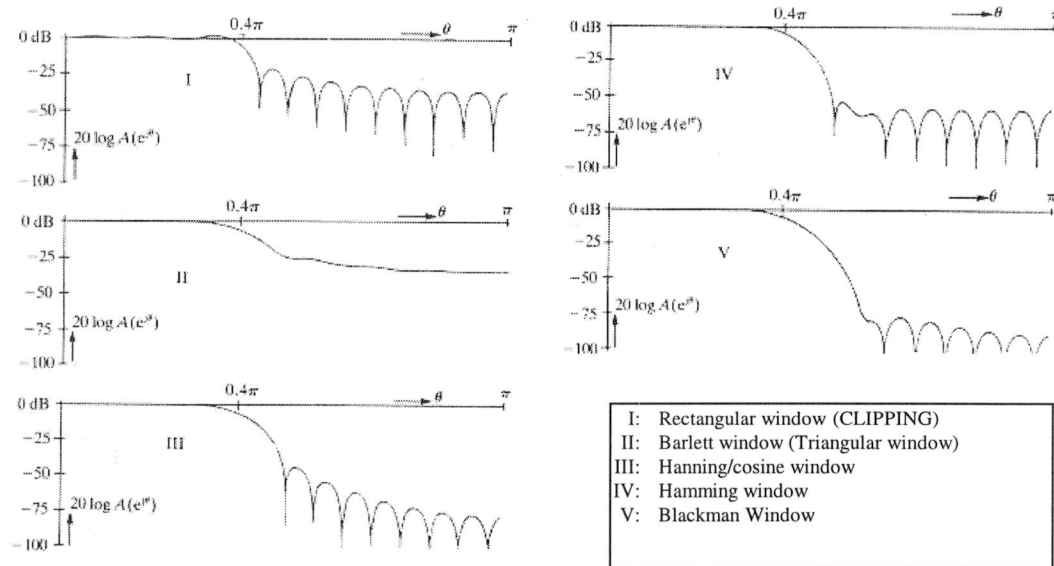 0.4π
θ
π
0 dB
−25
−50
−75
−100
I
20 log A(e^jθ)
0.4π
θ
π
0 dB
−25
−50
−75
−100
II
20 log A(e^jθ)
0.4π
θ
π
0 dB
−25
−50
−75
−100
III
20 log A(e^jθ)
0.4π
θ
π
0 dB
−25
−50
−75
−100
IV
20 log A(e^jθ)
0.4π
θ
π
0 dB
−25
−50
−75
−100
V
20 log A(e^jθ)
I: Rectangular window (CLIPPING)
II: Barlett window (Triangular window)
III: Hanning/cosine window
IV: Hamming window
V: Blackman Window